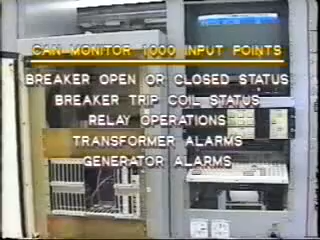 CAN MONITOR 1000 INPUT POINTS
BREAKER OPEN OR CLOSED STATUS
BREAKER TRIP COIL STATUS
RELAY OPERATIONS
TRANSFORMER ALARMS
GENERATOR ALARMS